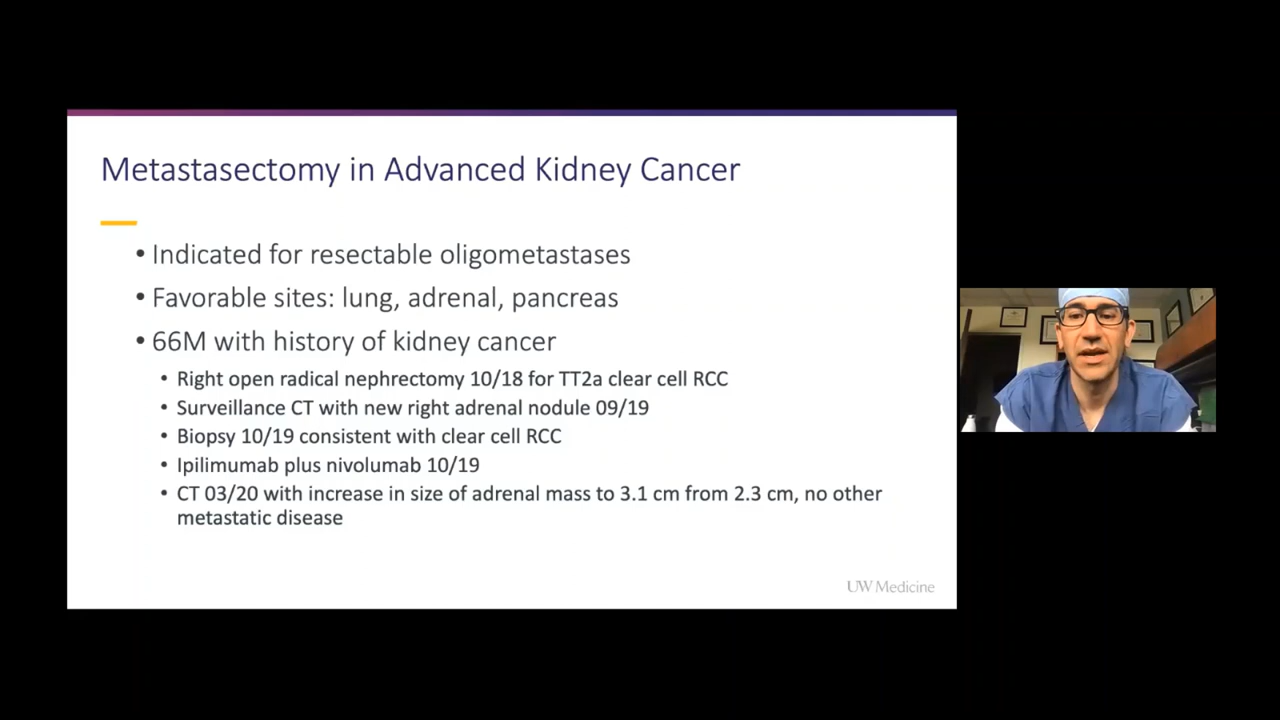 Metastasectomy in Advanced Kidney Cancer
• Indicated for resectable oligometastases
• Favorable sites: lung, adrenal, pancreas
• 66M with history of kidney cancer
• Right open radical nephrectomy 10/18 for TT2a clear cell RCC
• Surveillance CT with new right adrenal nodule 09/19
• Biopsy 10/19 consistent with clear cell RCC
• Ipilimumab plus nivolumab 10/19
• CT 03/20 with increase in size of adrenal mass to 3.1 cm from 2.3 cm, no other
metastatic disease
UW Medicine